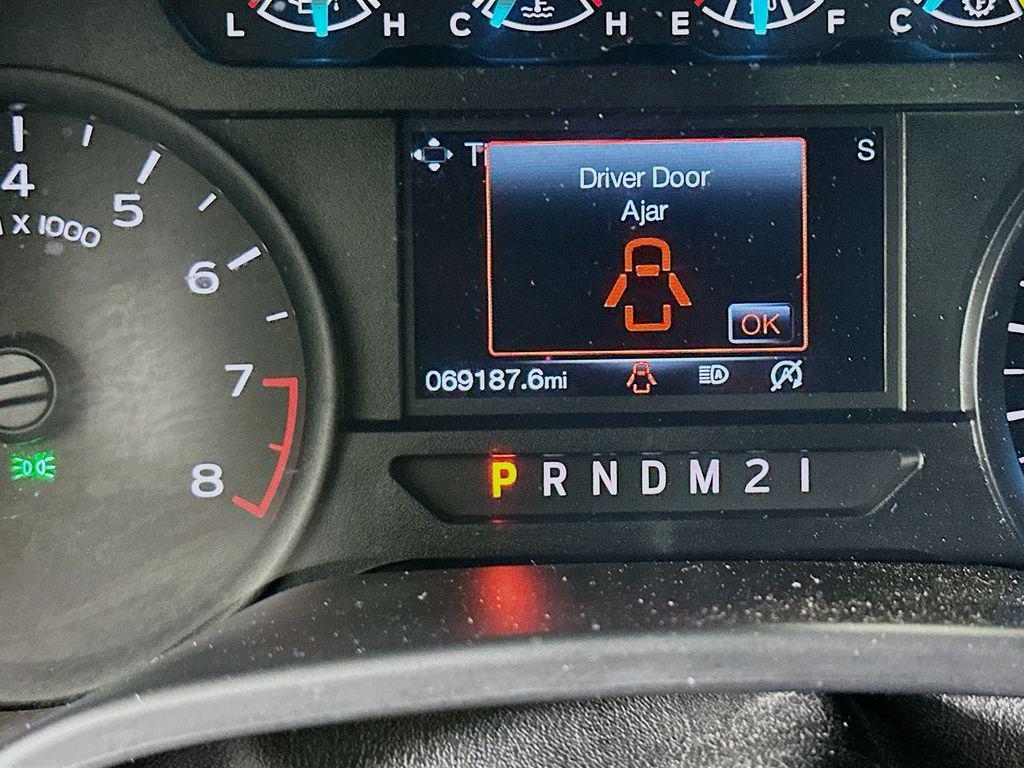 L H C H E F C
T S
Driver Door
Ajar
OK
069187.6mi
4
5
X 1000
6
7
8
P R N D M 2 1